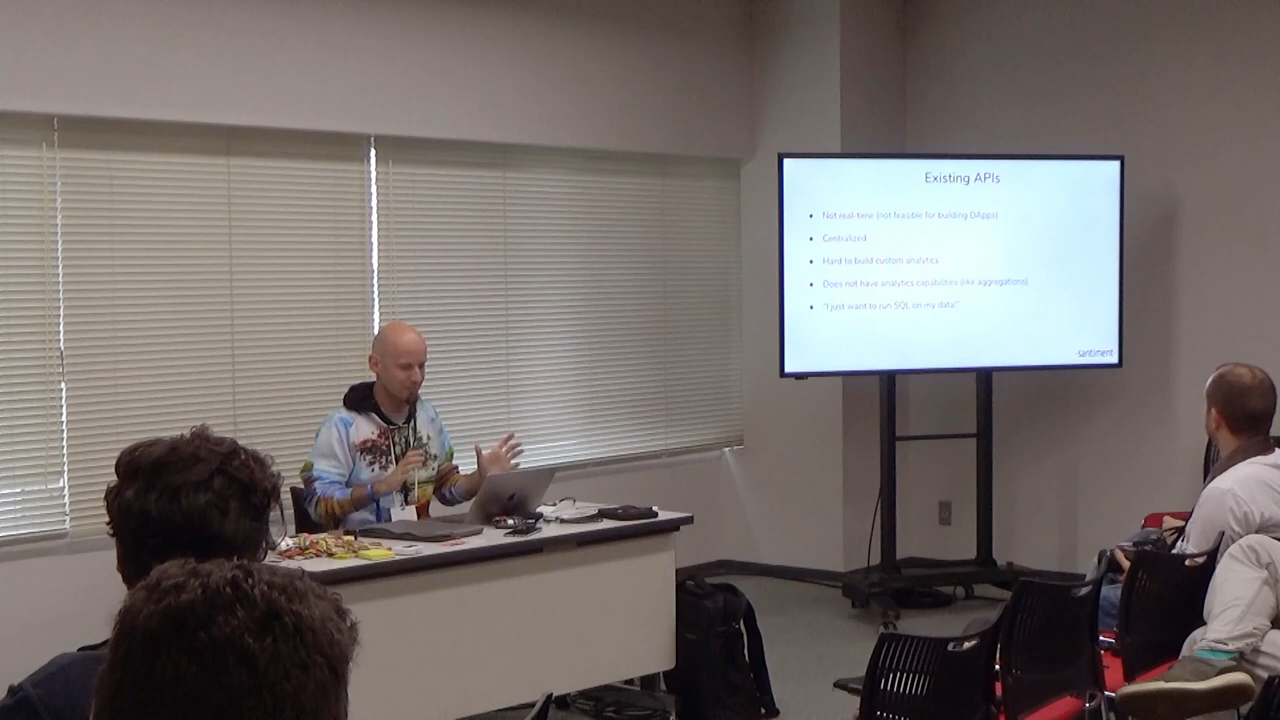 Existing APIs
Not real-time (not feasible for building DApps)
Centralized
Hard to build custom analytics
Does not have analytics capabilities (like aggregations)
"I just want to run SQL on my data!"
·santiment·